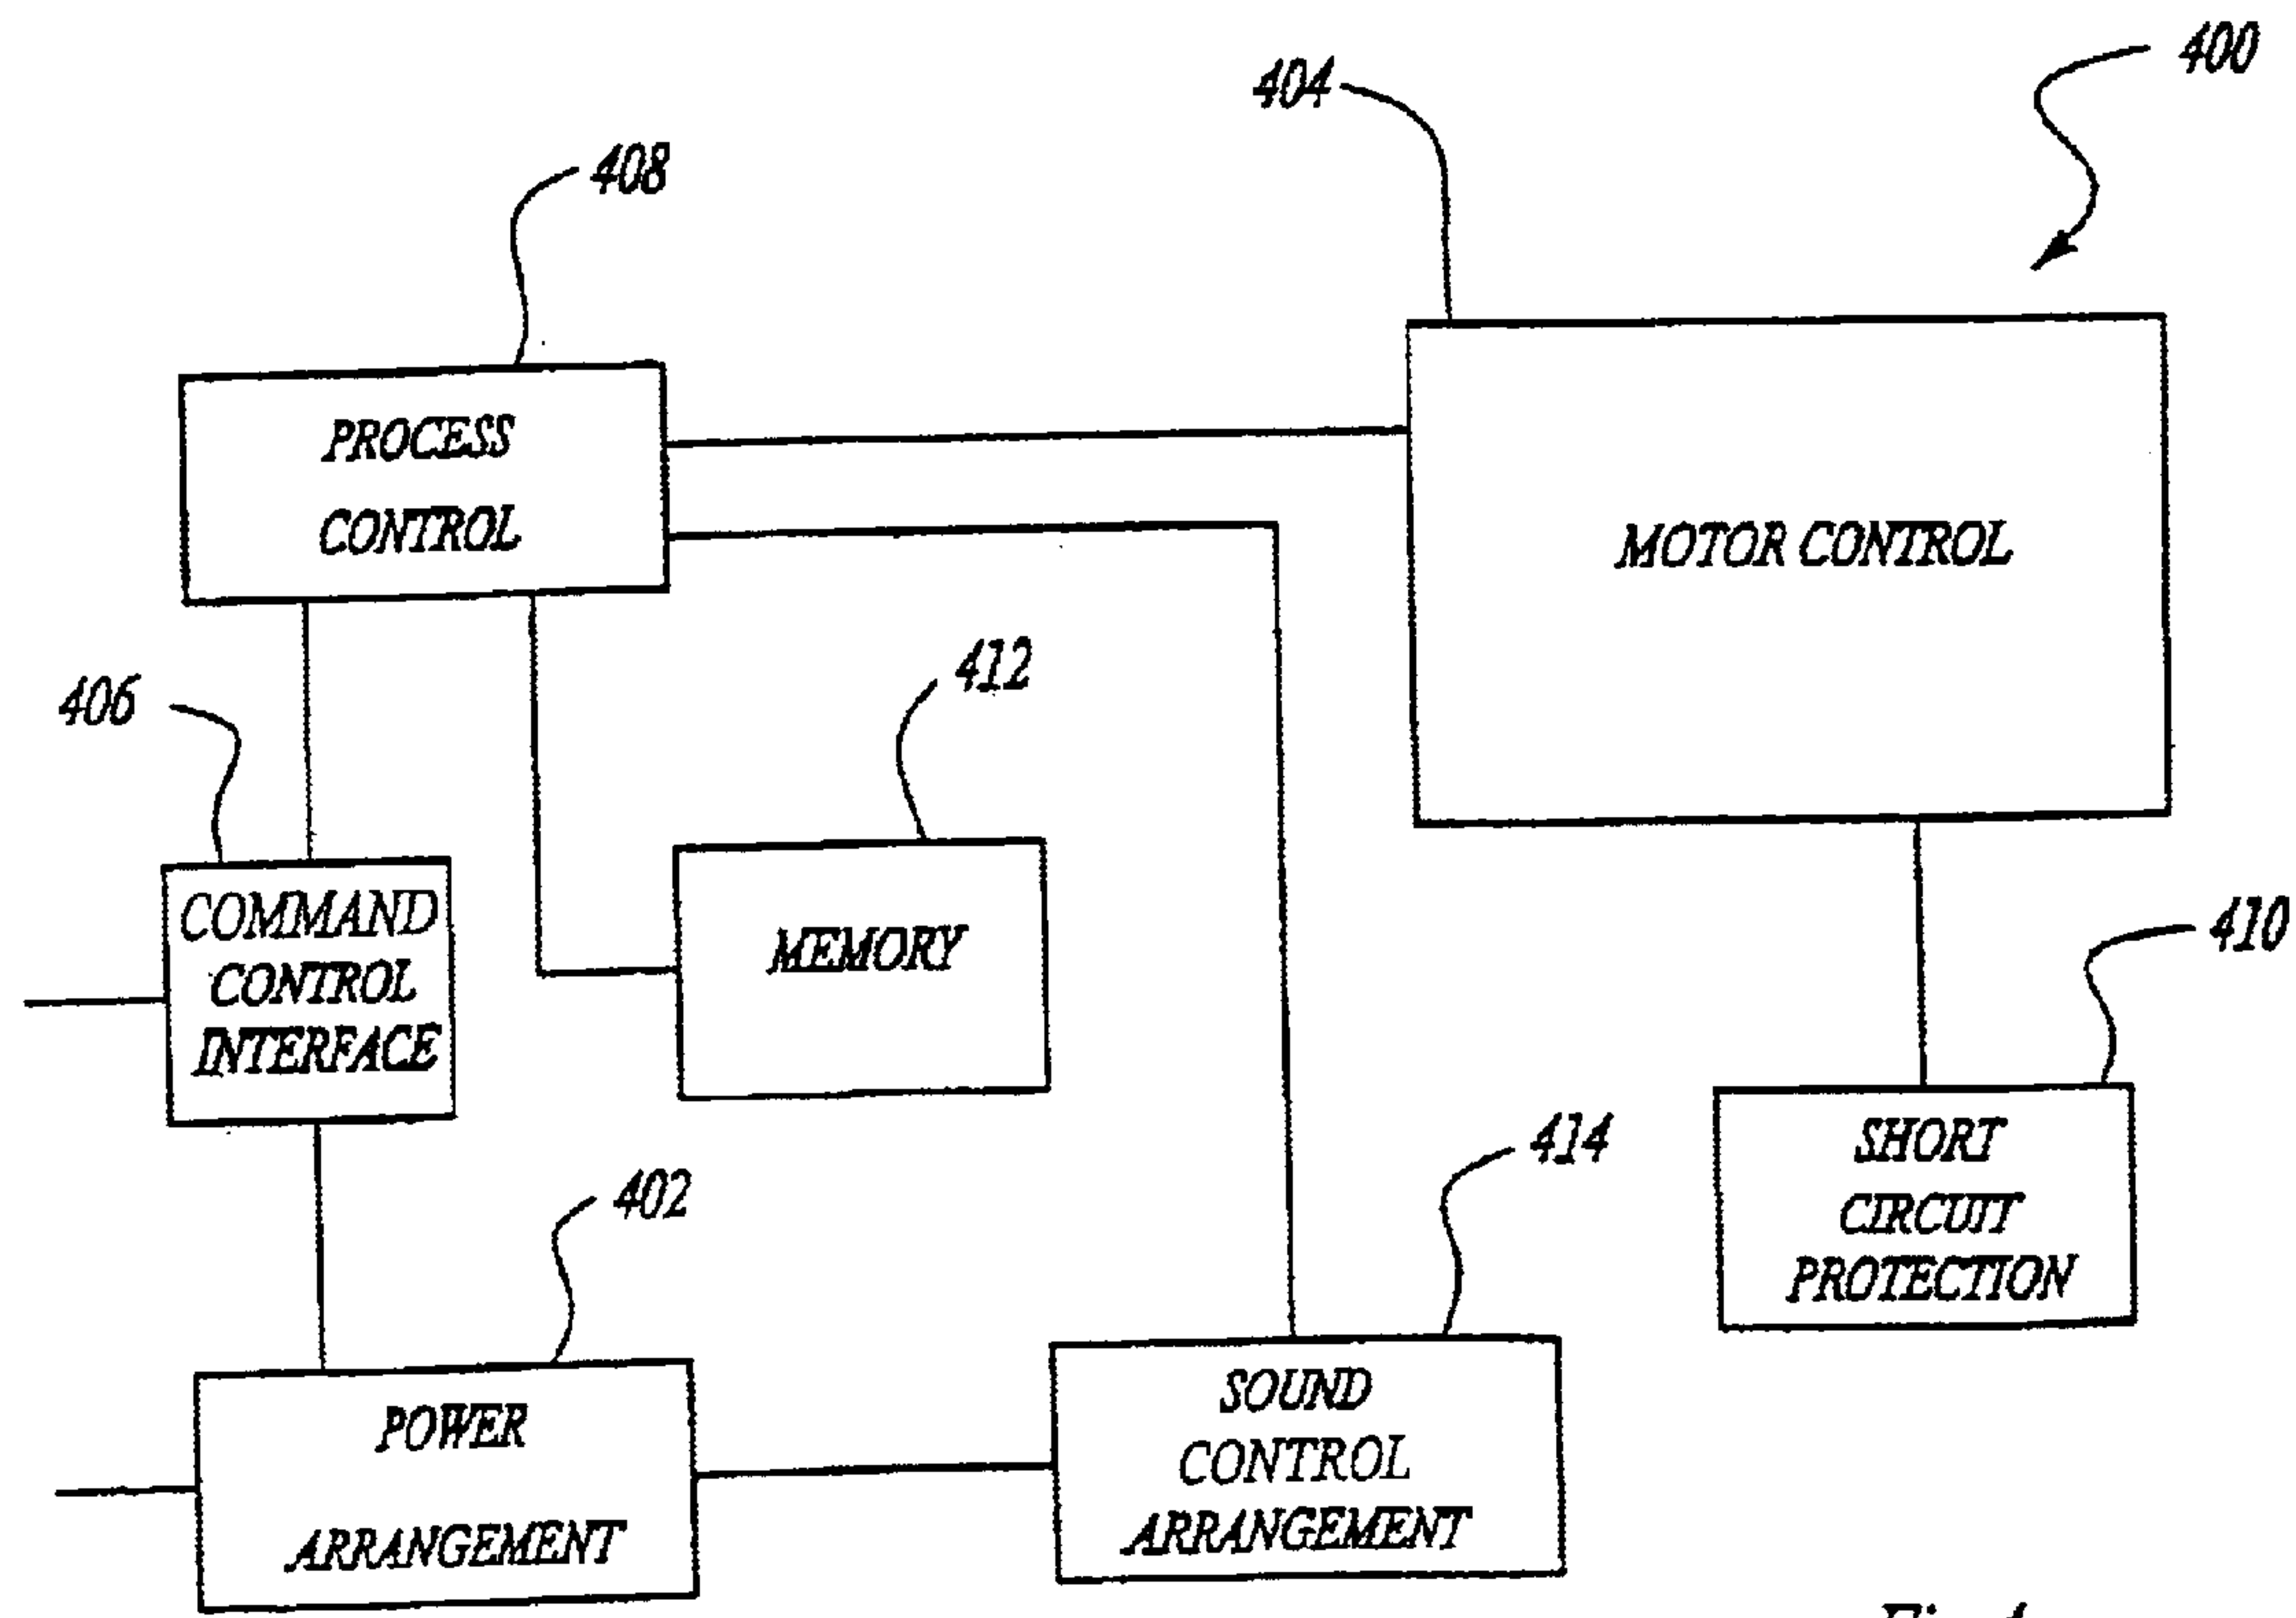 400
404
408
PROCESS
CONTROL
MOTOR CONTROL
412
406
COMMAND
CONTROL
INTERFACE
MEMORY
410
SHORT
CIRCUIT
PROTECTION
414
402
POWER
ARRANGEMENT
SOUND
CONTROL
ARRANGEMENT